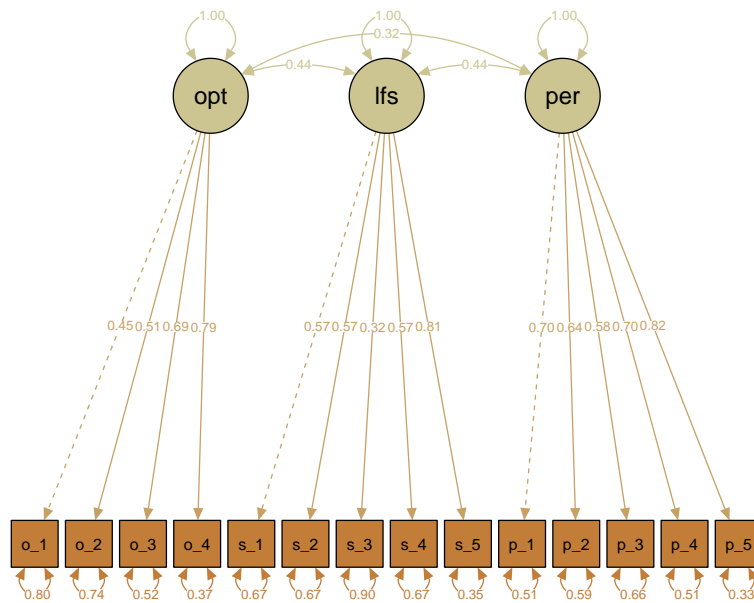 1.00 1.00 1.00
0.32
0.44 0.44
opt lfs per
0.45 0.51 0.69 0.79 0.57 0.57 0.32 0.57 0.81 0.70 0.64 0.58 0.70 0.82
o_1 o_2 o_3 o_4 s_1 s_2 s_3 s_4 s_5 p_1 p_2 p_3 p_4 p_5
0.80 0.74 0.52 0.37 0.67 0.67 0.90 0.67 0.35 0.51 0.59 0.66 0.51 0.33